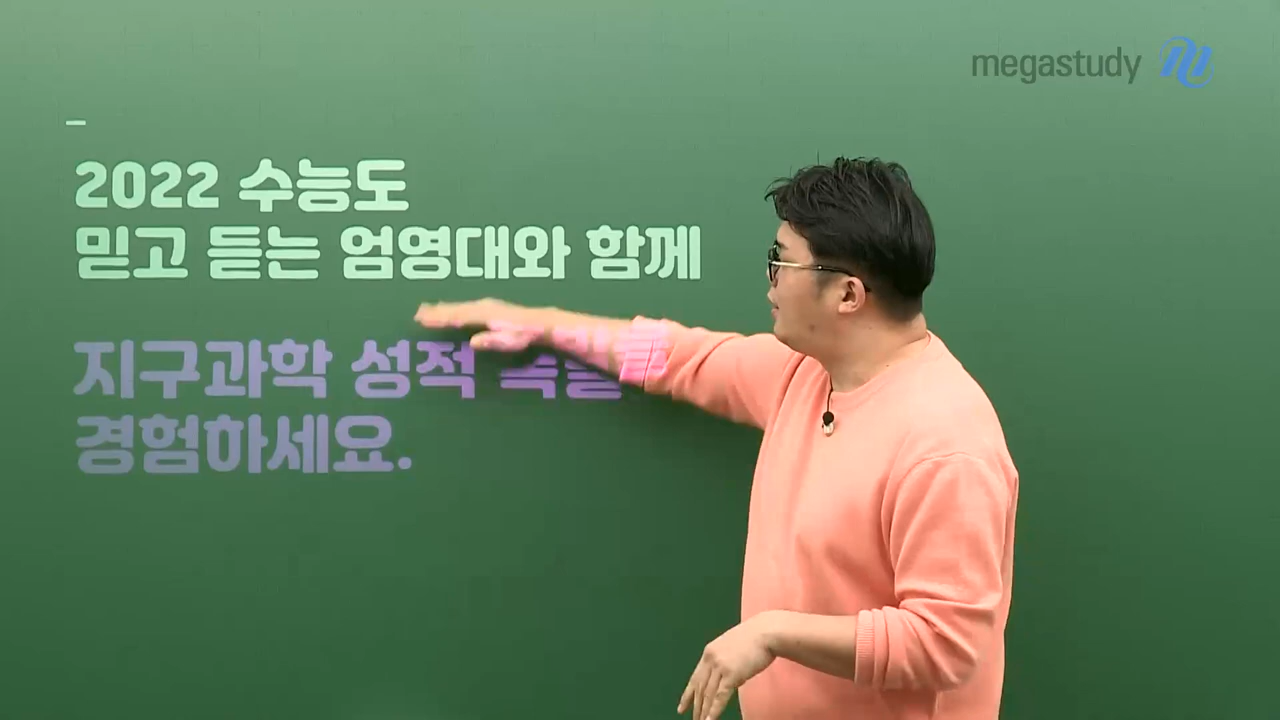 megastudy
2022 수능도
믿고 듣는 엄영대와 함께
지구과학 성적
경험하세요.